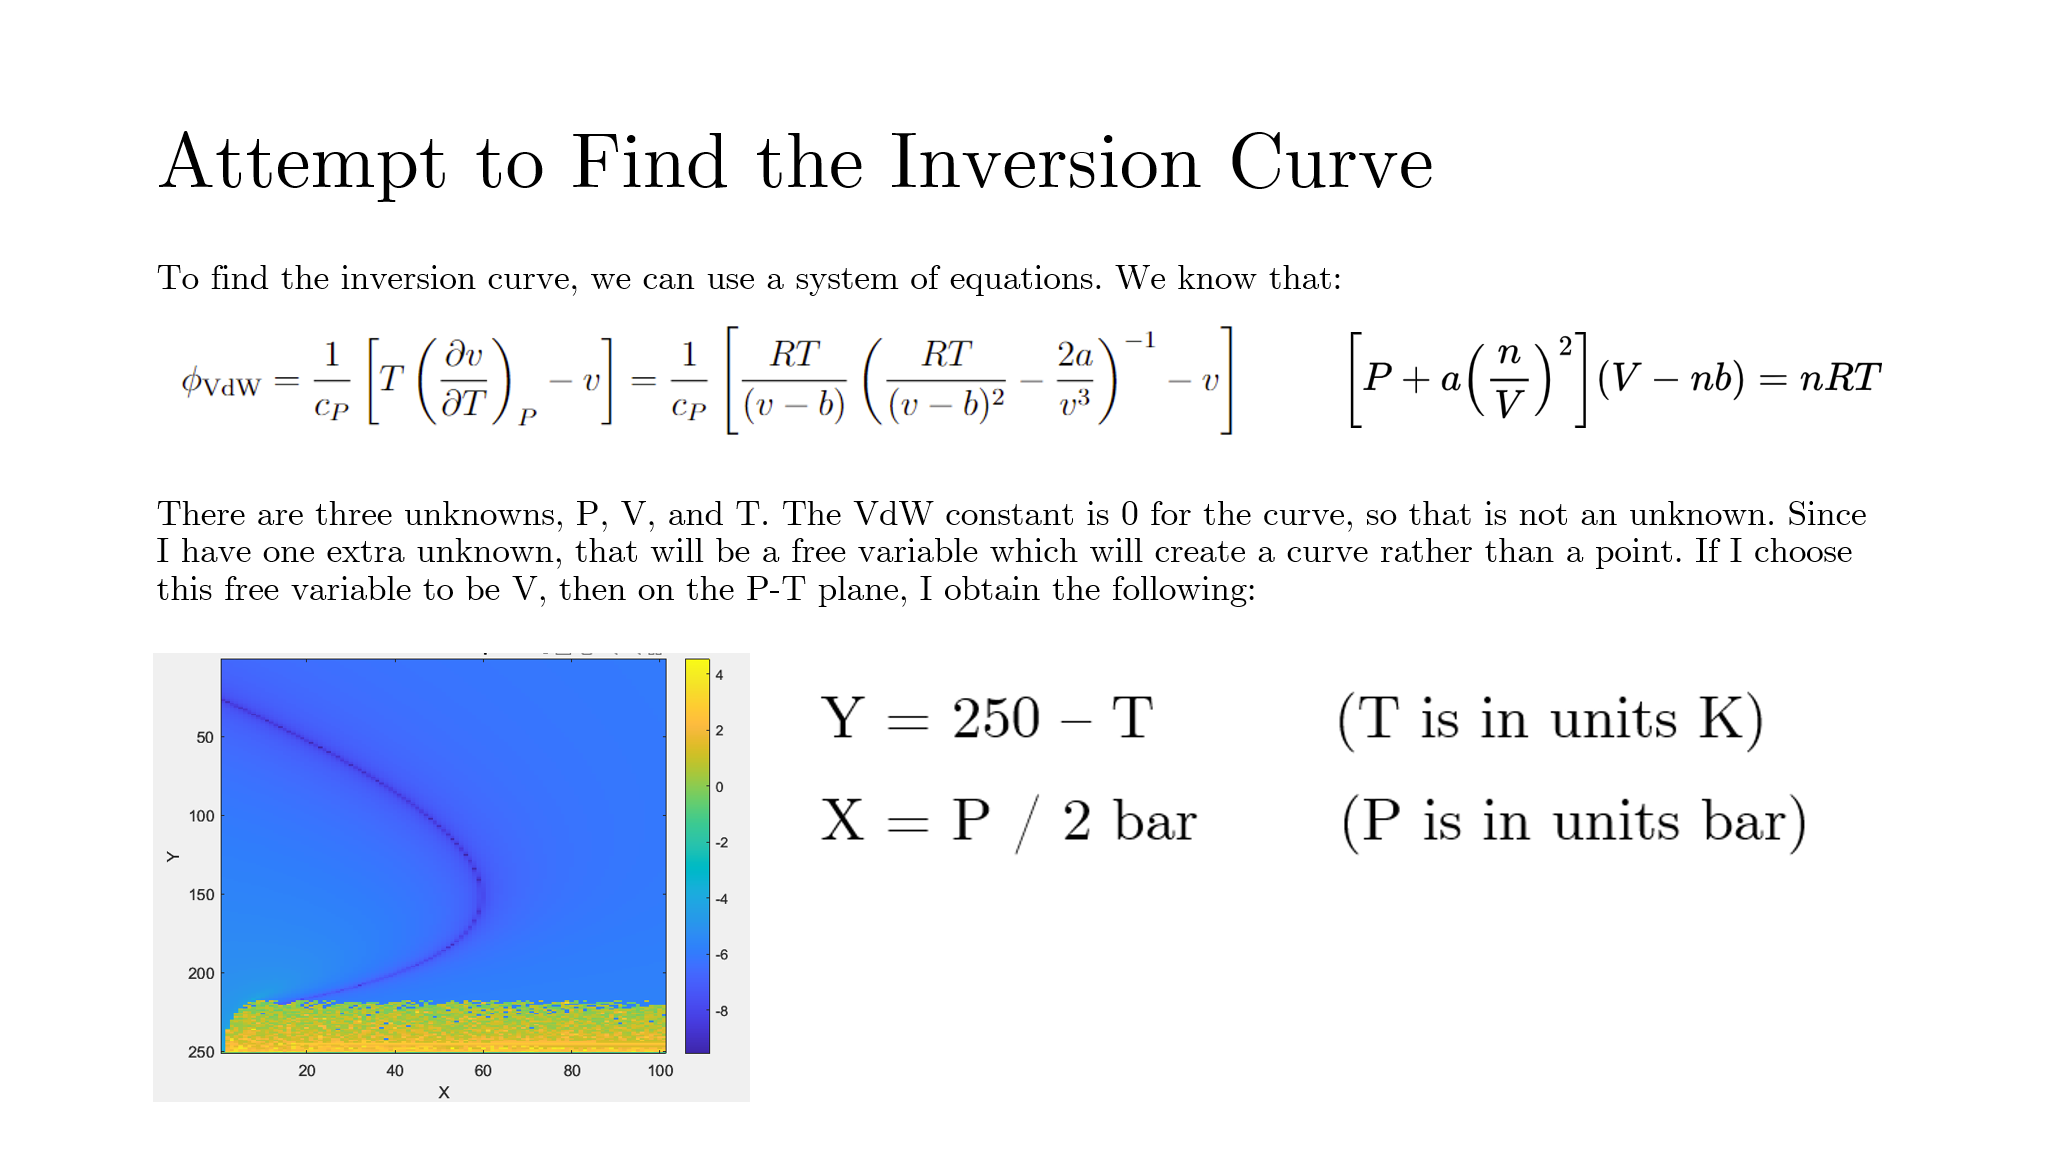 Attempt to Find the Inversion Curve
To find the inversion curve, we can use a system of equations. We know that:
$\phi_{\text{VdW}} = \frac{1}{c_P} \left[ T \left( \frac{\partial v}{\partial T} \right)_P - v \right] = \frac{1}{c_P} \left[ \frac{RT}{(v-b)} \left( \frac{RT}{(v-b)^2} - \frac{2a}{v^3} \right)^{-1} - v \right]$ $\left[ P + a \left( \frac{n}{V} \right)^2 \right] (V - nb) = nRT$
There are three unknowns, P, V, and T. The VdW constant is 0 for the curve, so that is not an unknown. Since
I have one extra unknown, that will be a free variable which will create a curve rather than a point. If I choose
this free variable to be V, then on the P-T plane, I obtain the following:
Y = 250 – T (T is in units K)
X = P / 2 bar (P is in units bar)
Y
50
100
150
200
250
20 40 60 80 100
X
4
2
0
-2
-4
-6
-8